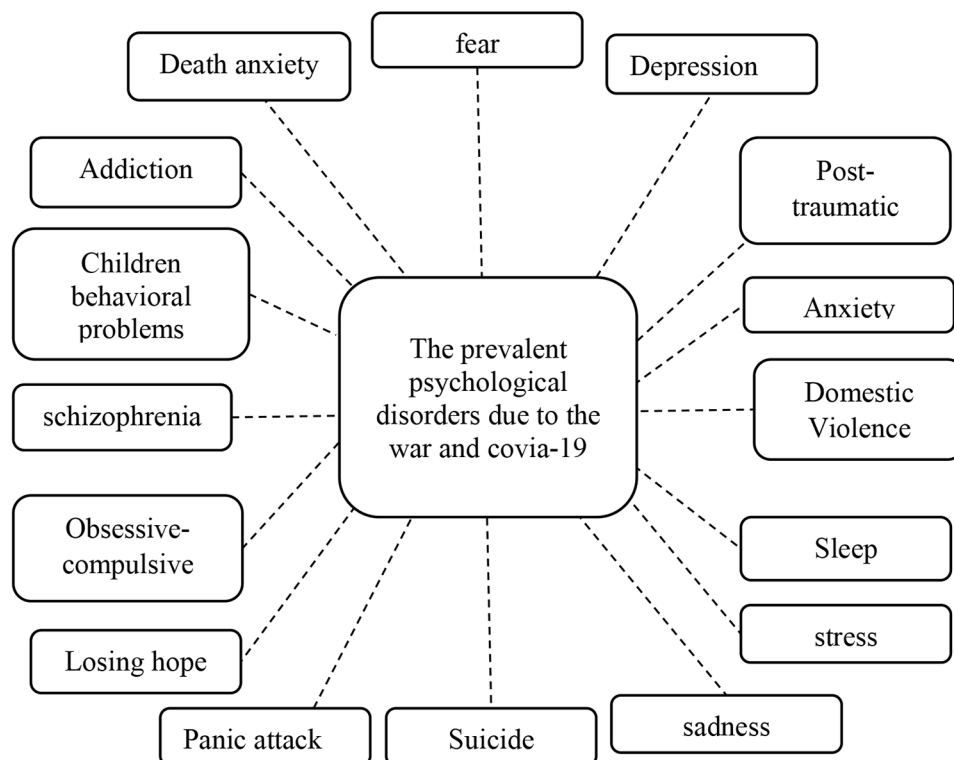 fear
Death anxiety
Depression
Addiction
Post-
traumatic
Children
behavioral
problems
Anxiety
The prevalent
psychological
disorders due to the
war and covia-19
schizophrenia
Domestic
Violence
Obsessive-
compulsive
Sleep
stress
Losing hope
sadness
Panic attack
Suicide